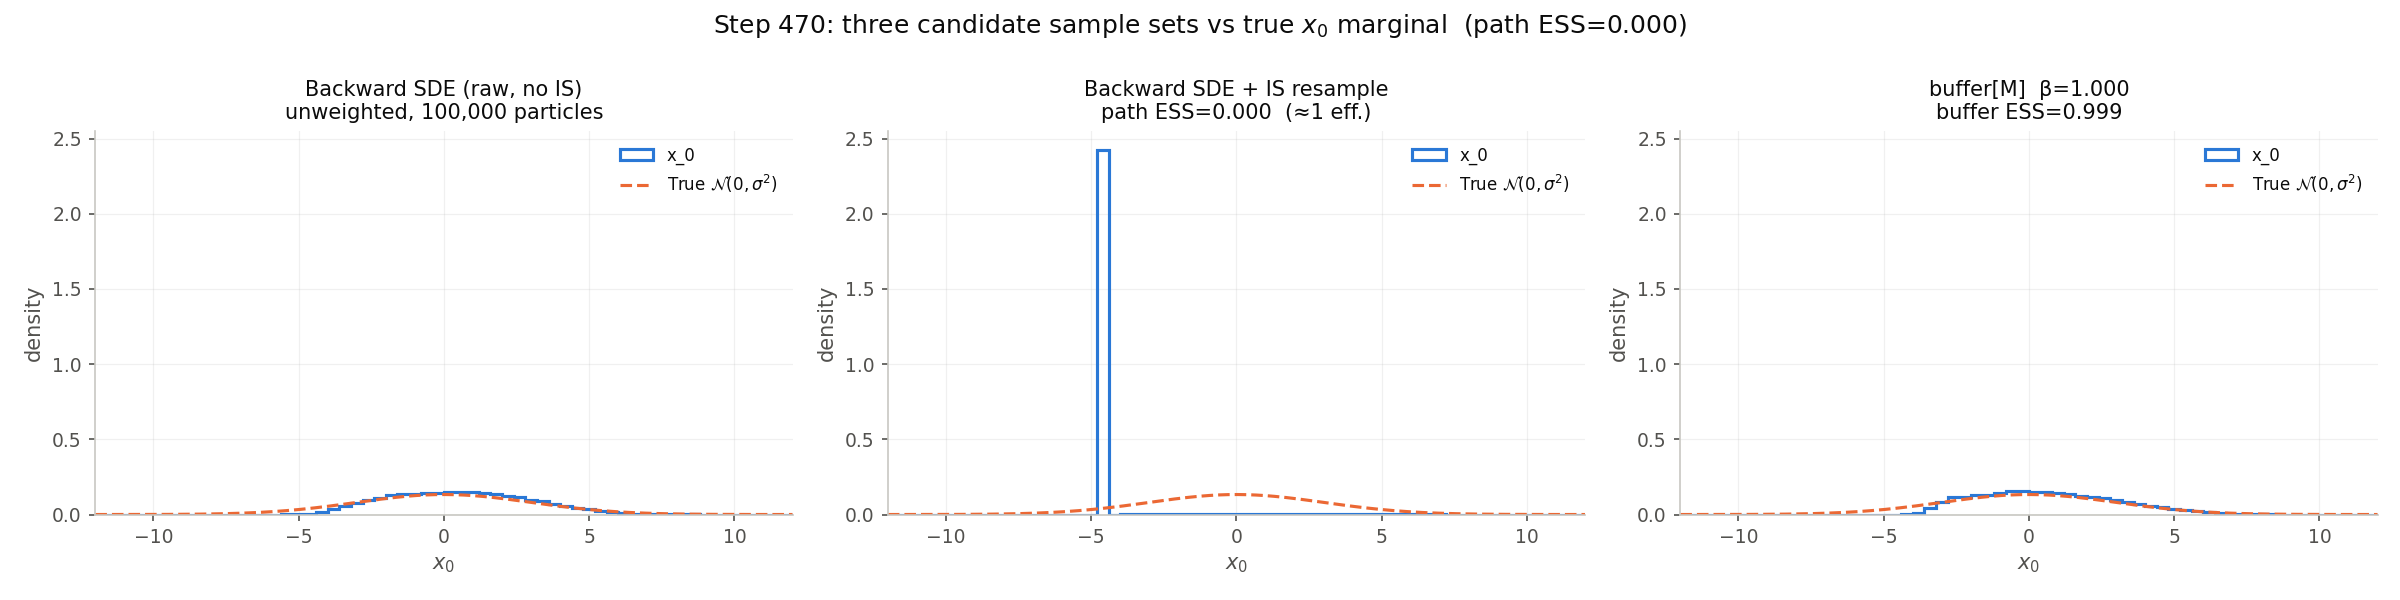 Step 470: three candidate sample sets vs true x₀ marginal  (path ESS=0.000)
Backward SDE (raw, no IS)
unweighted, 100,000 particles
2.5
2.0
1.5
1.0
0.5
0.0
density
−10
−5
0
5
10
x₀
x_0
True 𝒩(0, σ²)
Backward SDE + IS resample
path ESS=0.000  (≈1 eff.)
2.5
2.0
1.5
1.0
0.5
0.0
density
−10
−5
0
5
10
x₀
x_0
True 𝒩(0, σ²)
buffer[M]  β=1.000
buffer ESS=0.999
2.5
2.0
1.5
1.0
0.5
0.0
density
−10
−5
0
5
10
x₀
x_0
True 𝒩(0, σ²)